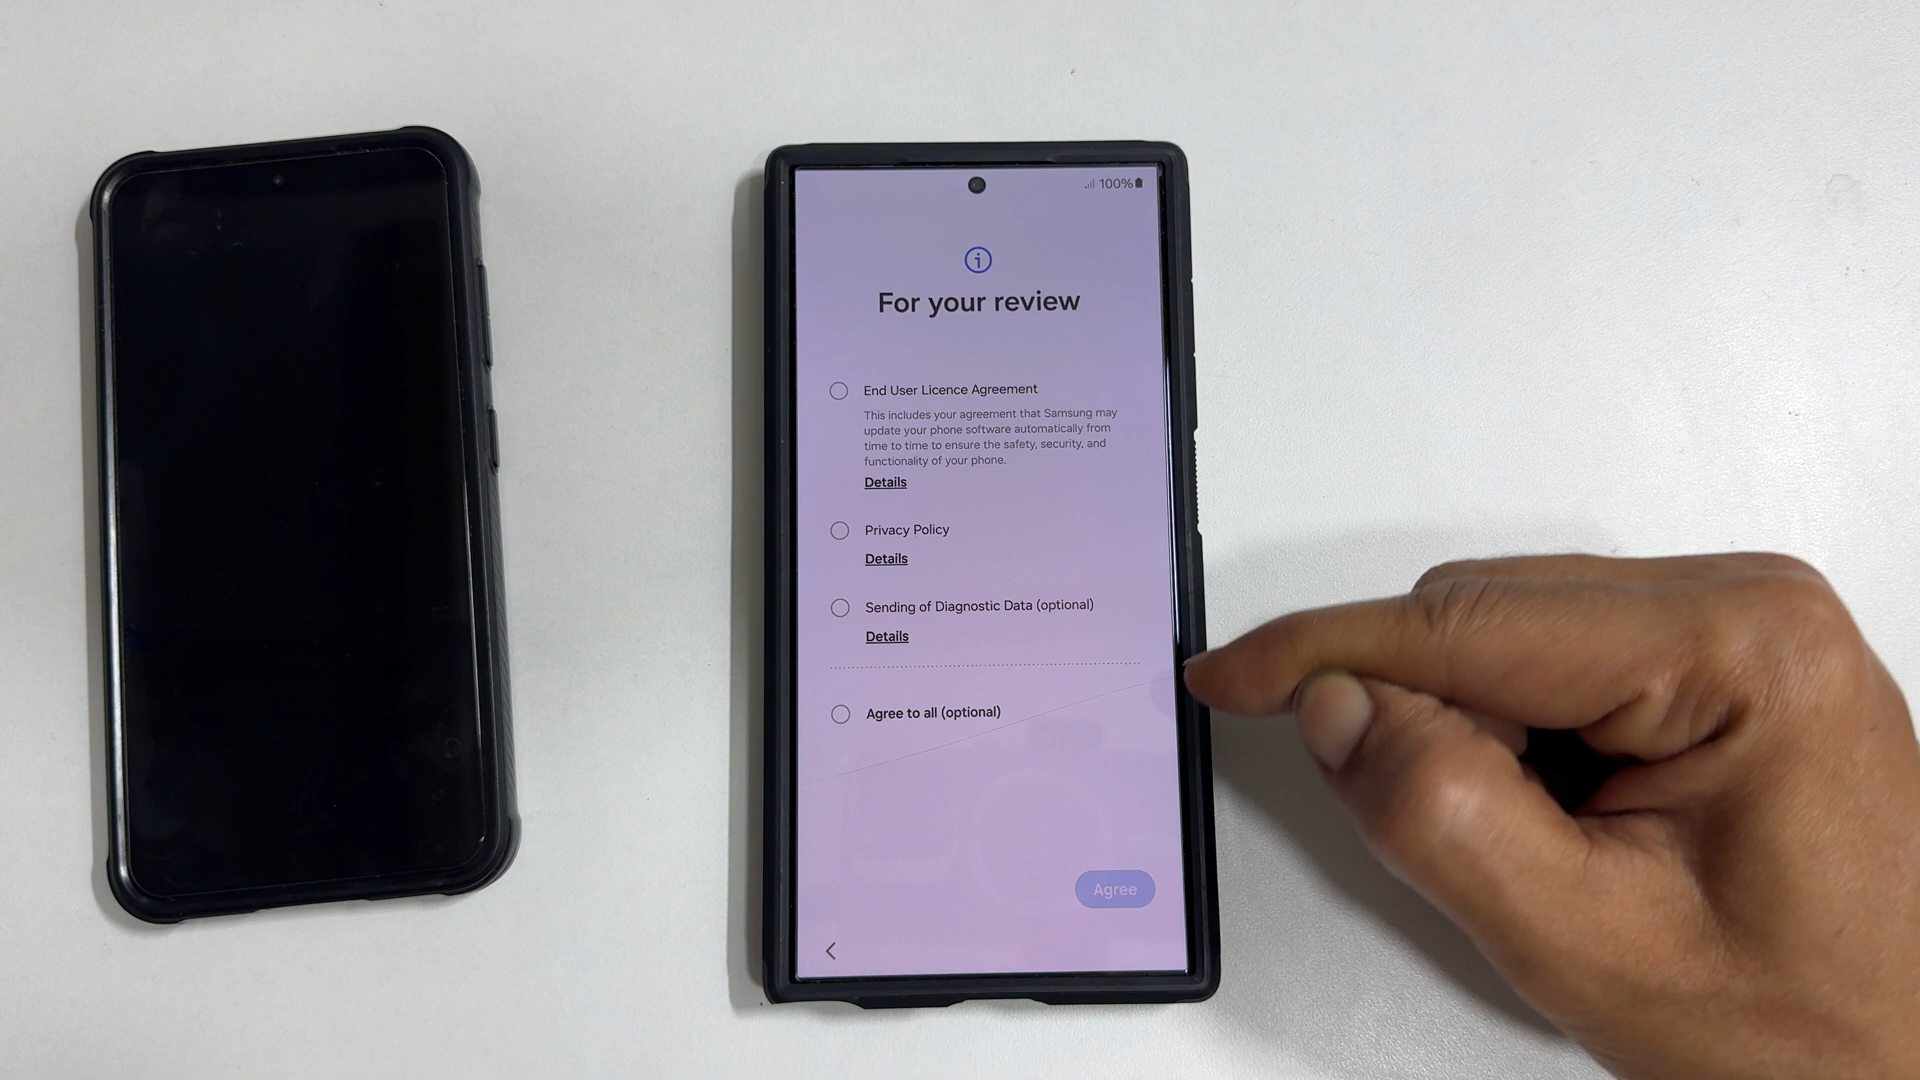 100%
For your review
End User Licence Agreement
This includes your agreement that Samsung may
update your phone software automatically from
time to time to ensure the safety, security, and
functionality of your phone.
Details
Privacy Policy
Details
Sending of Diagnostic Data (optional)
Details
Agree to all (optional)
Agree